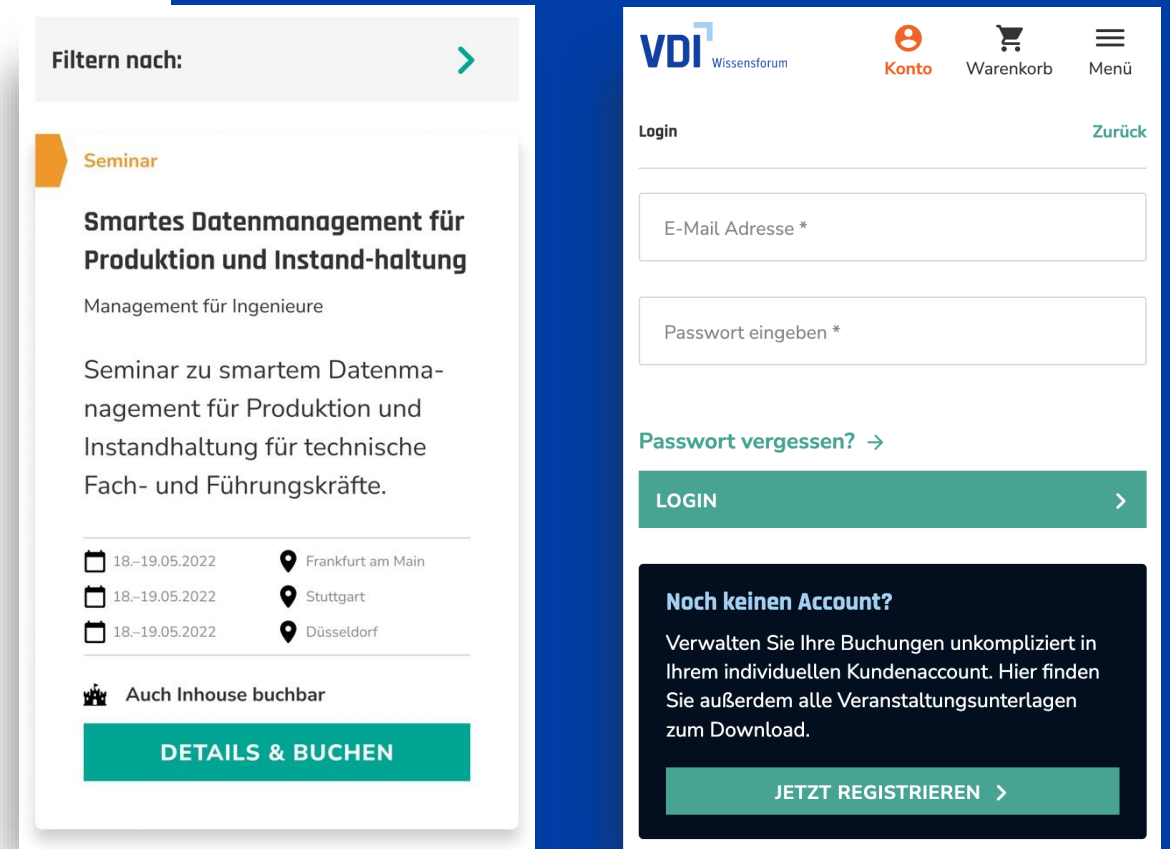 Filtern nach:
Seminar
Smartes Datenmanagement für
Produktion und Instand-haltung
Management für Ingenieure
Seminar zu smartem Datenma-
nagement für Produktion und
Instandhaltung für technische
Fach- und Führungskräfte.
18.–19.05.2022 Frankfurt am Main
18.–19.05.2022 Stuttgart
18.–19.05.2022 Düsseldorf
Auch Inhouse buchbar
DETAILS & BUCHEN
VDI Wissensforum
Konto Warenkorb Menü
Login Zurück
E-Mail Adresse *
Passwort eingeben *
Passwort vergessen?
LOGIN
Noch keinen Account?
Verwalten Sie Ihre Buchungen unkompliziert in
Ihrem individuellen Kundenaccount. Hier finden
Sie außerdem alle Veranstaltungsunterlagen
zum Download.
JETZT REGISTRIEREN